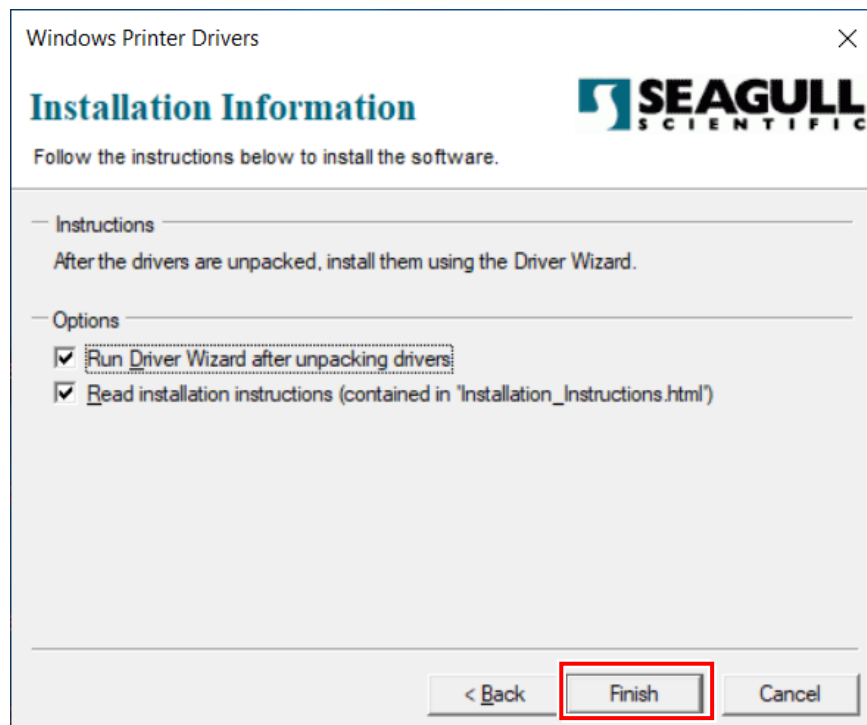 Windows Printer Drivers
Installation Information
SEAGULL
SCIENTIFIC
Follow the instructions below to install the software.
Instructions
After the drivers are unpacked, install them using the Driver Wizard.
Options
Run Driver Wizard after unpacking drivers
Read installation instructions (contained in 'Installation_Instructions.html')
< Back Finish Cancel